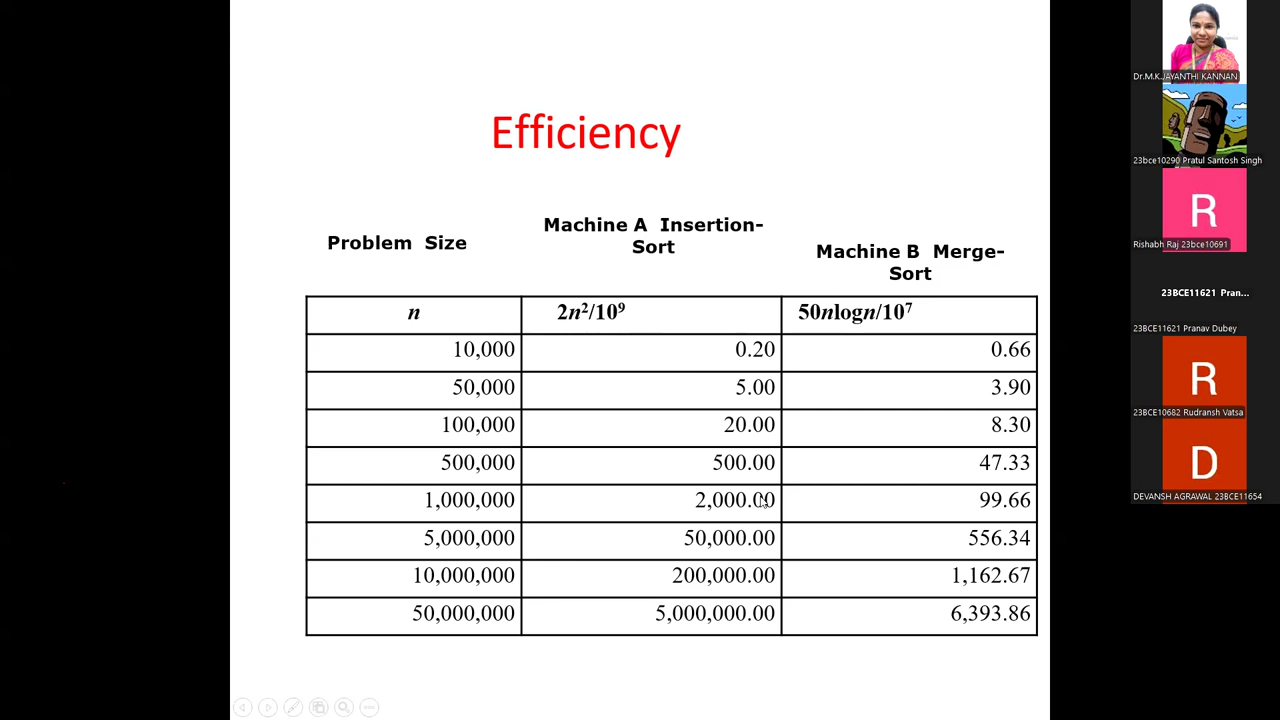 Efficiency
Problem Size
Machine A Insertion-
Sort
Machine B Merge-
Sort
n 2n²/10⁹ 50nlogn/10⁷
10,000 0.20 0.66
50,000 5.00 3.90
100,000 20.00 8.30
500,000 500.00 47.33
1,000,000 2,000.00 99.66
5,000,000 50,000.00 556.34
10,000,000 200,000.00 1,162.67
50,000,000 5,000,000.00 6,393.86
Dr.M.K.JAYANTHI KANNAN
23bce10290 Pratul Santosh Singh
R
Rishabh Raj 23bce10691
23BCE11621 Pran...
23BCE11621 Pranav Dubey
R
23BCE10682 Rudransh Vatsa
D
DEVANSH AGRAWAL 23BCE11654